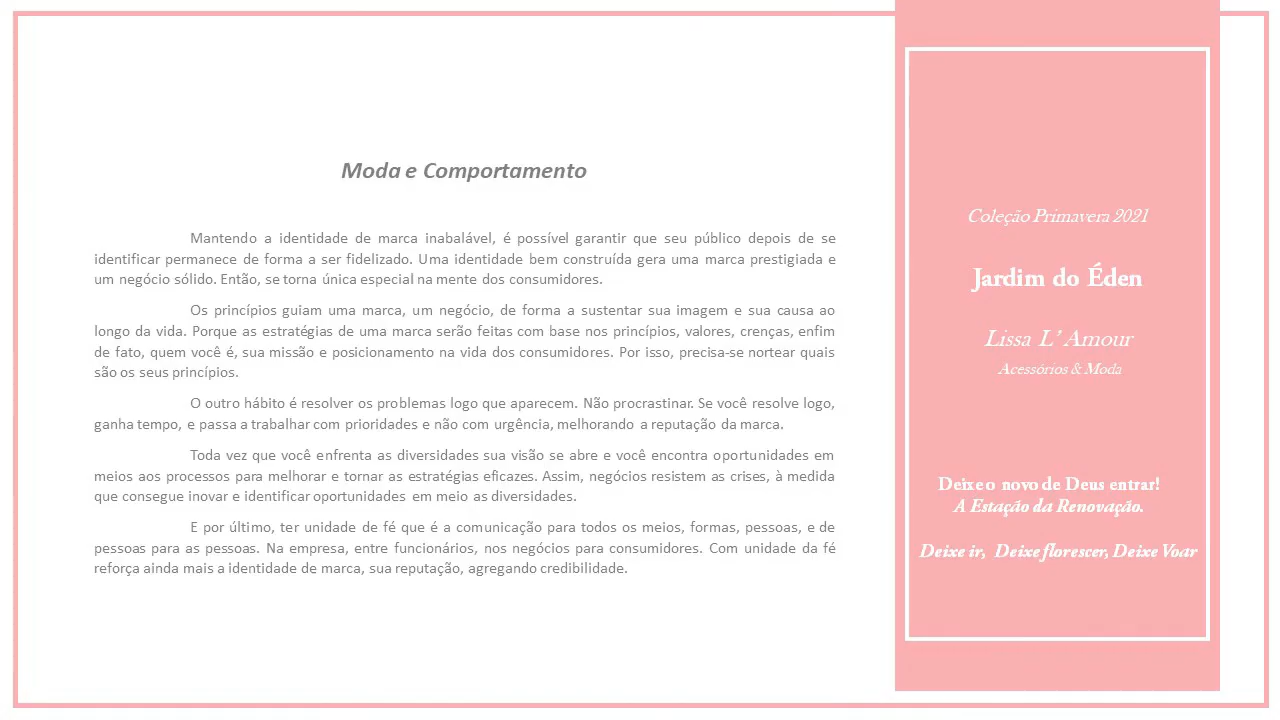 Moda e Comportamento
Mantendo a identidade de marca inabalável, é possível garantir que seu público depois de se
identificar permanece de forma a ser fidelizado. Uma identidade bem construída gera uma marca prestigiada e
um negócio sólido. Então, se torna única especial na mente dos consumidores.
Os princípios guiam uma marca, um negócio, de forma a sustentar sua imagem e sua causa ao
longo da vida. Porque as estratégias de uma marca serão feitas com base nos princípios, valores, crenças, enfim
de fato, quem você é, sua missão e posicionamento na vida dos consumidores. Por isso, precisa-se nortear quais
são os seus princípios.
O outro hábito é resolver os problemas logo que aparecem. Não procrastinar. Se você resolve logo,
ganha tempo, e passa a trabalhar com prioridades e não com urgência, melhorando a reputação da marca.
Toda vez que você enfrenta as diversidades sua visão se abre e você encontra oportunidades em
meios aos processos para melhorar e tornar as estratégias eficazes. Assim, negócios resistem as crises, à medida
que consegue inovar e identificar oportunidades em meio as diversidades.
E por último, ter unidade de fé que é a comunicação para todos os meios, formas, pessoas, e de
pessoas para as pessoas. Na empresa, entre funcionários, nos negócios para consumidores. Com unidade da fé
reforça ainda mais a identidade de marca, sua reputação, agregando credibilidade.
Coleção Primavera 2021
Jardim do Éden
Lissa L’ Amour
Acessórios & Moda
Deixe o novo de Deus entrar!
A Estação da Renovação.
Deixe ir, Deixe florescer, Deixe Voar